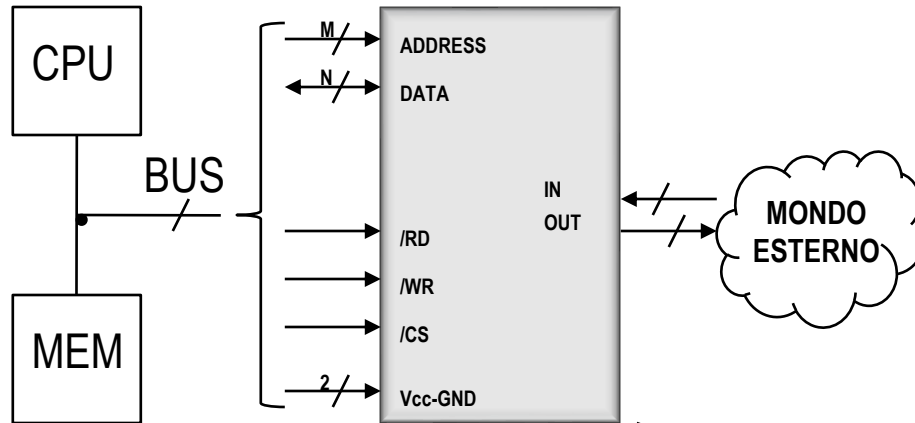 CPU
BUS
MEM
M
ADDRESS
N
DATA
/RD
/WR
/CS
2
Vcc-GND
IN
OUT
MONDO
ESTERNO